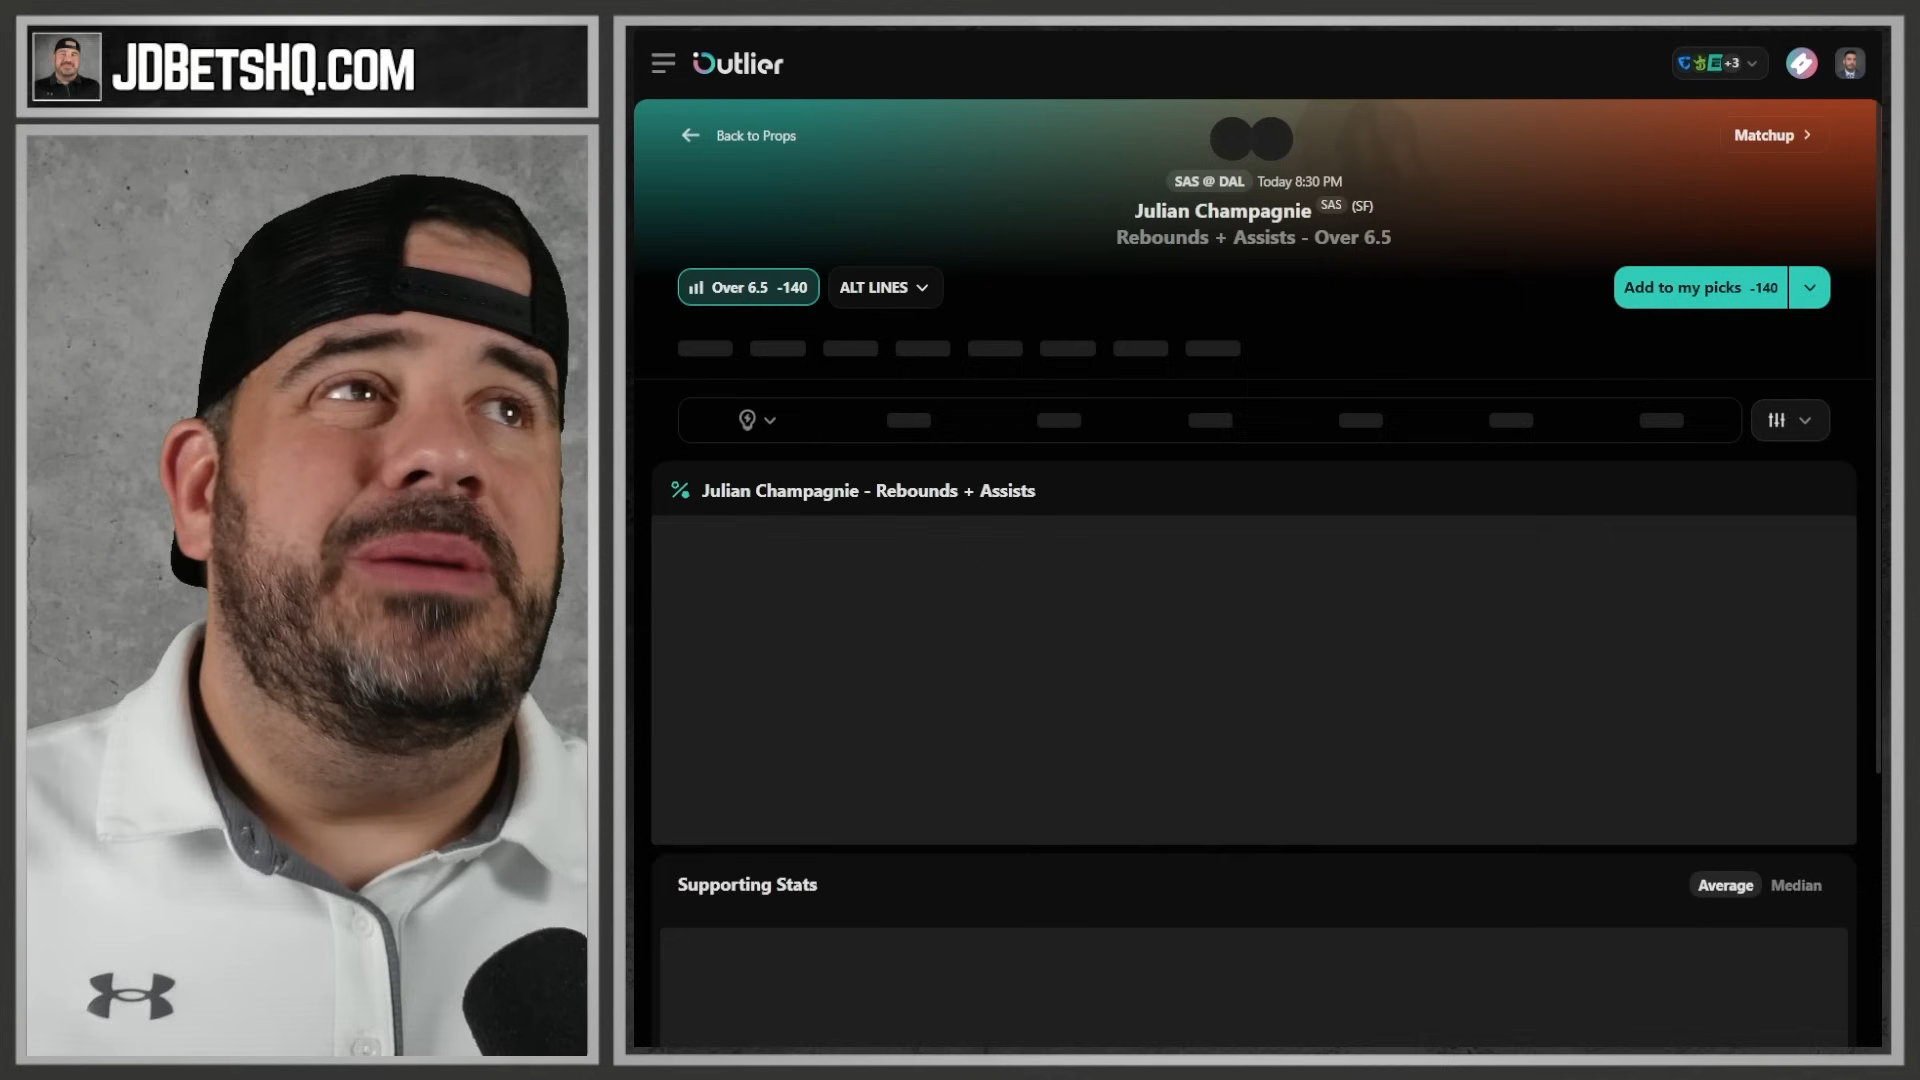 JDBETSHQ.COM
Outlier
+3
Back to Props
Matchup
SAS @ DAL Today 8:30 PM
Julian Champagnie SAS (SF)
Rebounds + Assists - Over 6.5
Over 6.5 -140
ALT LINES
Add to my picks -140
Julian Champagnie - Rebounds + Assists
Supporting Stats
Average Median